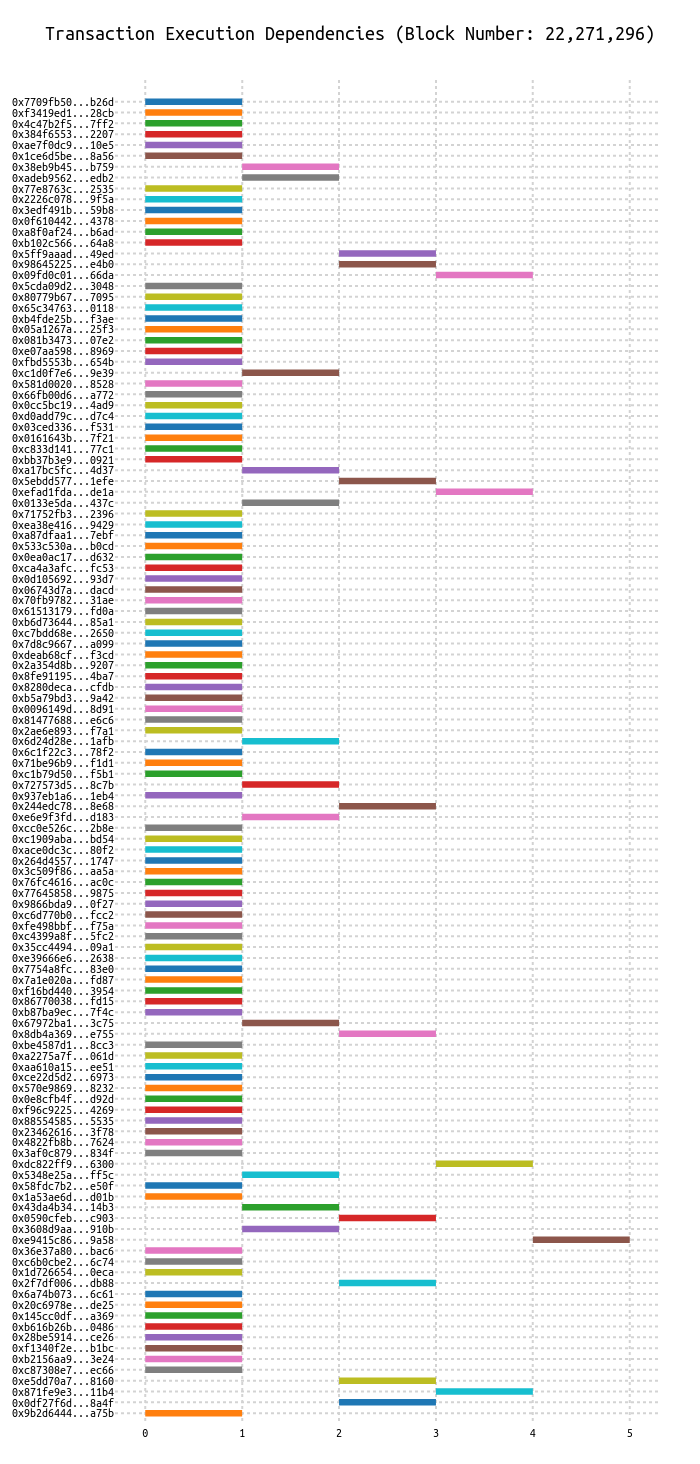 Transaction Execution Dependencies (Block Number: 22,271,296)
0x7709fb50...b26d
0xf3419ed1...28cb
0x4c47b2f5...7ff2
0x384f6553...2207
0xae7f0dc9...10e5
0x1ce6d5be...8a56
0x38eb9b45...b759
0xadeb9562...edb2
0x77e8763c...2535
0x2226c078...9f5a
0x3edf491b...59b8
0x0f610442...4378
0xa8f0af24...b6ad
0xb102c566...64a8
0x5ff9aaad...49ed
0x98645225...e4b0
0x09fd0c01...66da
0x5cda09d2...3048
0x80779b67...7095
0x65c34763...0118
0xb4fde25b...f3ae
0x05a1267a...25f3
0x081b3473...07e2
0xe07aa598...8969
0xfbd5553b...654b
0xc1d0f7e6...9e39
0x581d0020...8528
0x66fb00d6...a772
0x0cc5bc19...4ad9
0xd0add79c...d7c4
0x03ced336...f531
0x0161643b...7f21
0xc833d141...77c1
0xbb37b3e9...0921
0xa17bc5fc...4d37
0x5ebdd577...1efe
0xefad1fda...de1a
0x0133e5da...437c
0x71752fb3...2396
0xea38e416...9429
0xa87dfaa1...7ebf
0x533c530a...b0cd
0x0ea0ac17...d632
0xca4a3afc...fc53
0x0d105692...93d7
0x06743d7a...dacd
0x70fb9782...31ae
0x61513179...fd0a
0xb6d73644...85a1
0xc7bdd68e...2650
0x7d8c9667...a099
0xdeab68cf...f3cd
0x2a354d8b...9207
0x8fe91195...4ba7
0x8280deca...cfdb
0xb5a79bd3...9a42
0x0096149d...8d91
0x81477688...e6c6
0x2ae6e893...f7a1
0x6d24d28e...1afb
0x6c1f22c3...78f2
0x71be96b9...f1d1
0xc1b79d50...f5b1
0x727573d5...8c7b
0x937eb1a6...1eb4
0x244edc78...8e68
0xe6e9f3fd...d183
0xcc0e526c...2b8e
0xc1909aba...bd54
0xace0dc3c...80f2
0x264d4557...1747
0x3c509f86...aa5a
0x76fc4616...ac0c
0x77645858...9875
0x9866bda9...0f27
0xc6d770b0...fcc2
0xfe498bbf...f75a
0xc4399a8f...5fc2
0x35cc4494...09a1
0xe39666e6...2638
0x7754a8fc...83e0
0x7a1e020a...fd87
0xf16bd440...3954
0x86770038...fd15
0xb87ba9ec...7f4c
0x67972ba1...3c75
0x8db4a369...e755
0xbe4587d1...8cc3
0xa2275a7f...061d
0xaa610a15...ee51
0xce22d5d2...6973
0x570e9869...8232
0x0e8cfb4f...d92d
0xf96c9225...4269
0x88554585...5535
0x23462616...3f78
0x4822fb8b...7624
0x3af0c879...834f
0xdc822ff9...6300
0x5348e25a...ff5c
0x58fdc7b2...e50f
0x1a53ae6d...d01b
0x43da4b34...14b3
0x0590cfeb...c903
0x3608d9aa...910b
0xe9415c86...9a58
0x36e37a80...bac6
0xc6b0cbe2...6c74
0x1d726654...0eca
0x2f7df006...db88
0x6a74b073...6c61
0x20c6978e...de25
0x145cc0df...a369
0xb616b26b...0486
0x28be5914...ce26
0xf1340f2e...b1bc
0xb2156aa9...3e24
0xc87308e7...ec66
0xe5dd70a7...8160
0x871fe9e3...11b4
0x0df27f6d...8a4f
0x9b2d6444...a75b
0 1 2 3 4 5